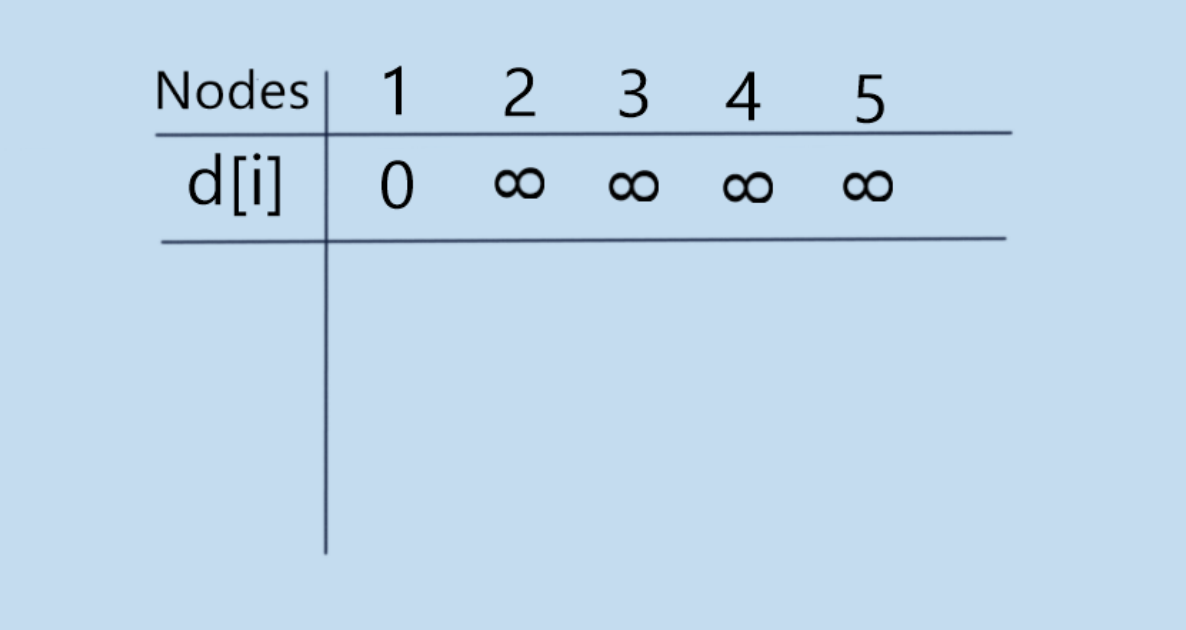 Nodes 1 2 3 4 5
d[i] 0 ∞ ∞ ∞ ∞